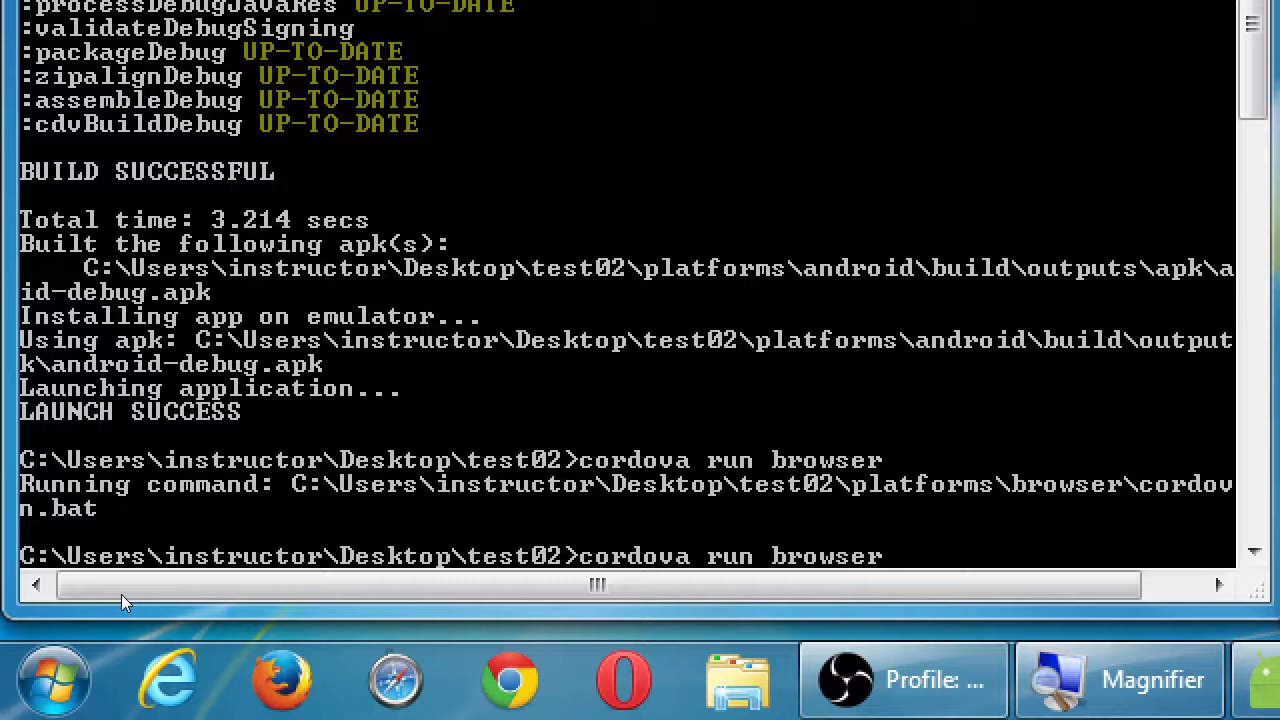 :processDebugJavaRes UP-TO-DATE
:validateDebugSigning
:packageDebug UP-TO-DATE
:zipalignDebug UP-TO-DATE
:assembleDebug UP-TO-DATE
:cdvBuildDebug UP-TO-DATE
BUILD SUCCESSFUL
Total time: 3.214 secs
Built the following apk(s):
C:\Users\instructor\Desktop\test02\platforms\android\build\outputs\apk\a
id-debug.apk
Installing app on emulator...
Using apk: C:\Users\instructor\Desktop\test02\platforms\android\build\output
k\android-debug.apk
Launching application...
LAUNCH SUCCESS
C:\Users\instructor\Desktop\test02>cordova run browser
Running command: C:\Users\instructor\Desktop\test02\platforms\browser\cordov
n.bat
C:\Users\instructor\Desktop\test02>cordova run browser
Profile: ...
Magnifier